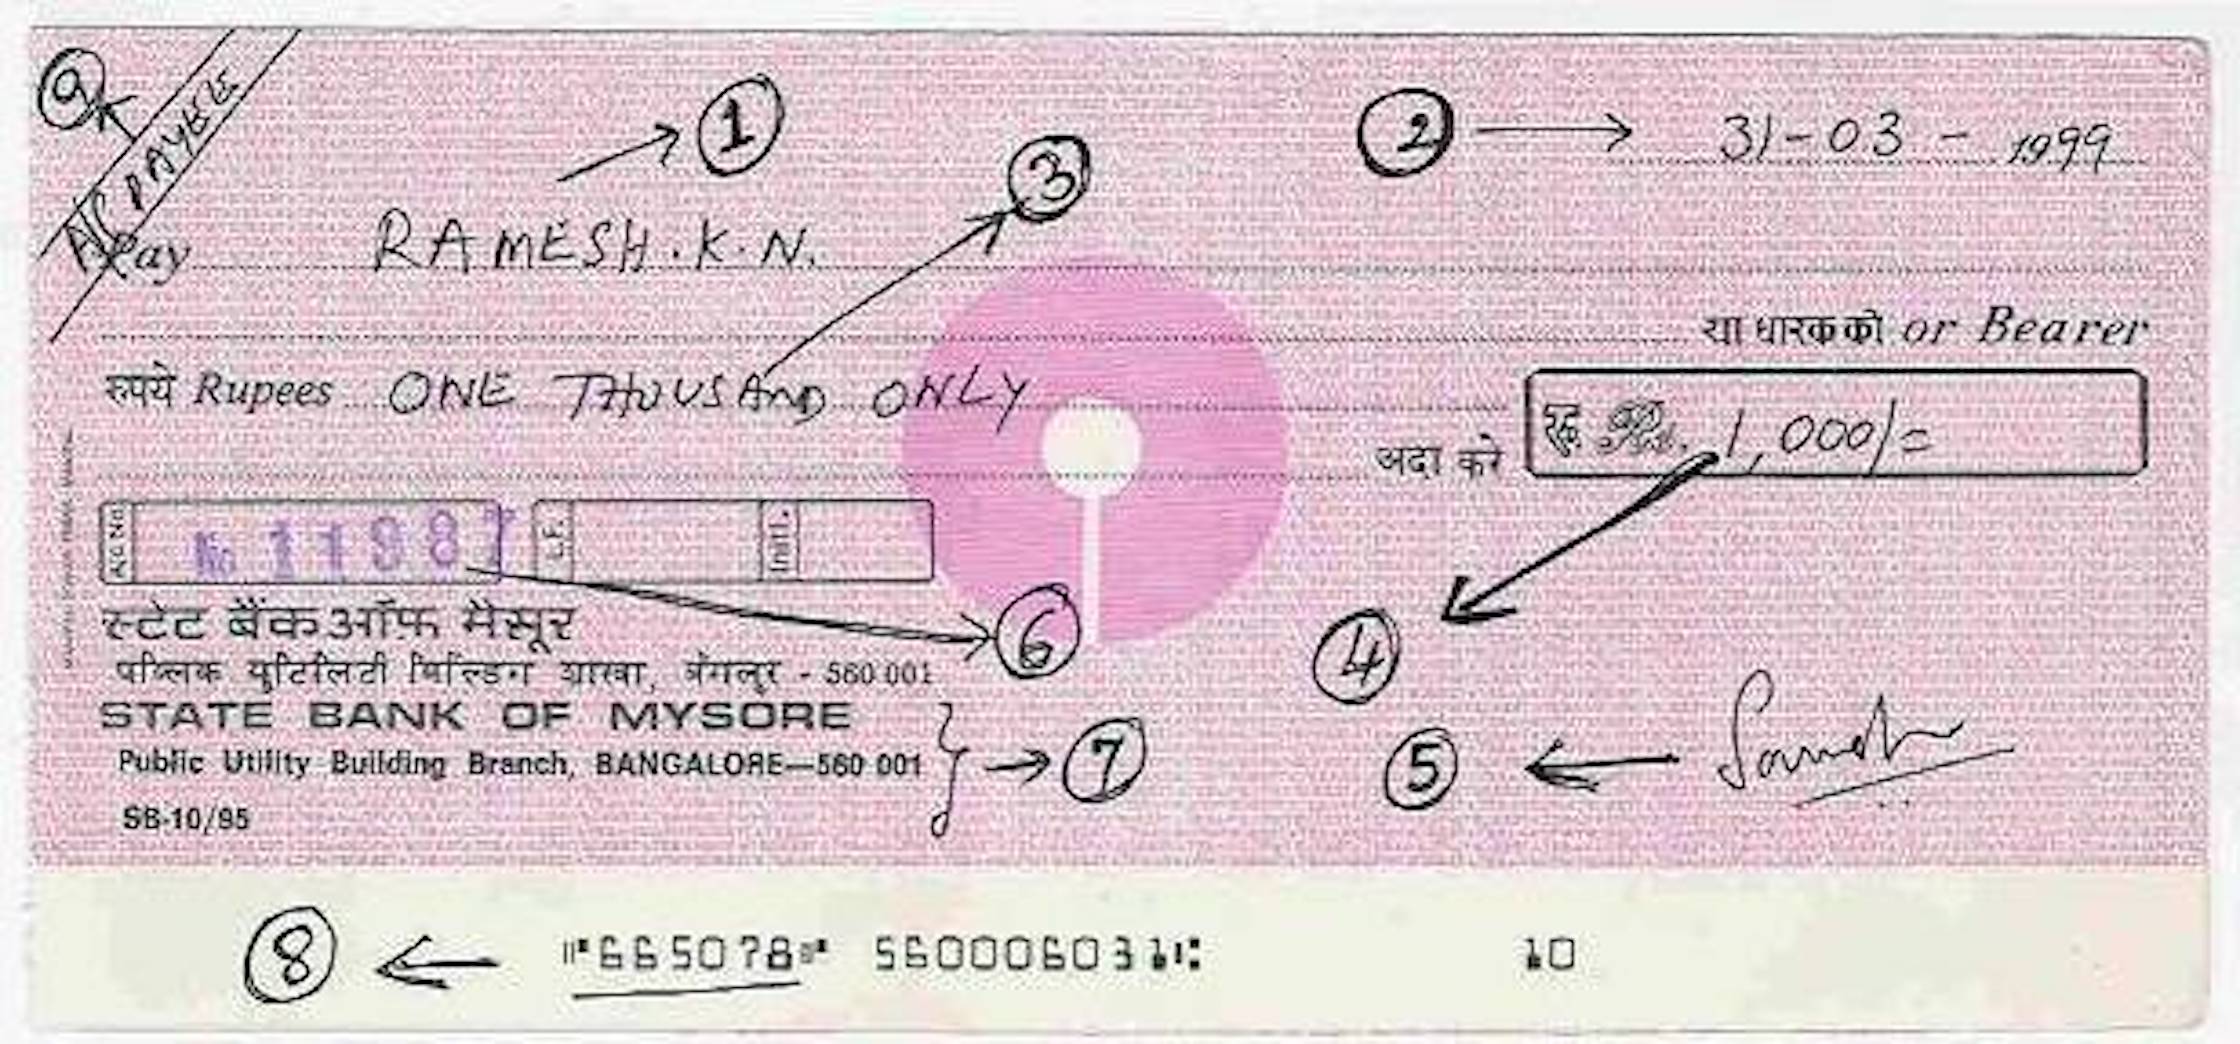 9
A/C PAYEE
1
2 31-03-1999
3
Pay RAMESH.K.N.
या धारक को or Bearer
रुपये Rupees ONE THOUSAND ONLY
अदा करे रु. Rs. 1,000/=
A/c No. No 11987 L.F. Intl.
6
स्टेट बैंक ऑफ मैसूर
4
पब्लिक युटिलिटी बिल्डिंग शाखा, बेंगलूर - 560 001
STATE BANK OF MYSORE
7
5
Public Utility Building Branch, BANGALORE—560 001
SB-10/95
8 ⑈665078⑈ 560006031⑆ 10